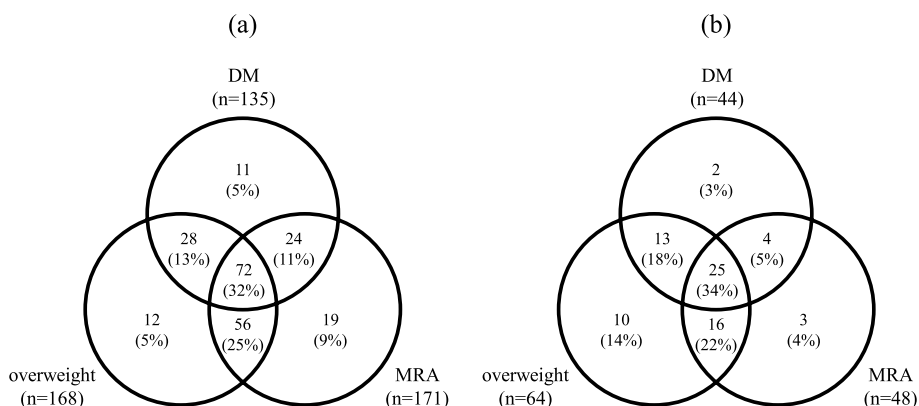 (a)
DM
(n=135)
11
(5%)
28
(13%)
24
(11%)
72
(32%)
12
(5%)
56
(25%)
19
(9%)
overweight
(n=168)
MRA
(n=171)
(b)
DM
(n=44)
2
(3%)
13
(18%)
4
(5%)
25
(34%)
10
(14%)
16
(22%)
3
(4%)
overweight
(n=64)
MRA
(n=48)